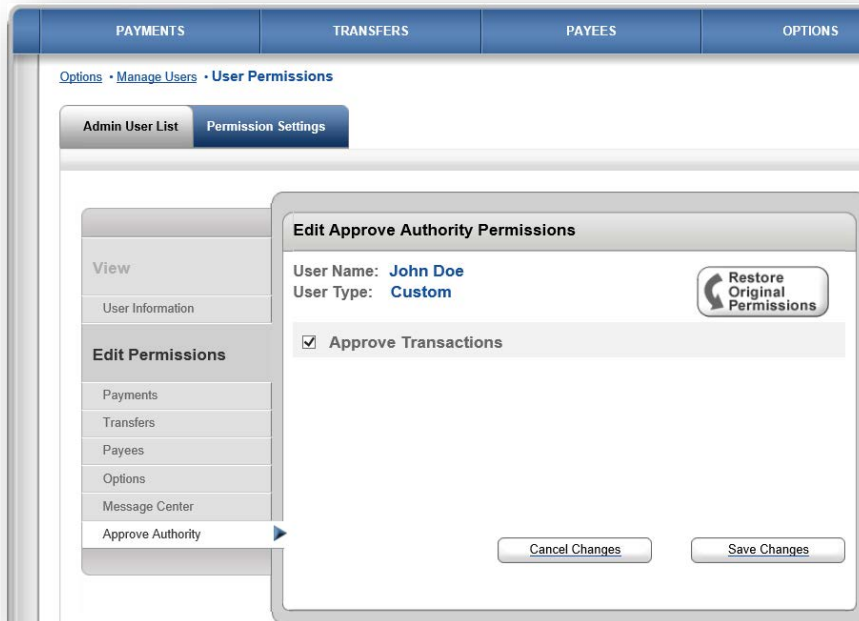 PAYMENTS TRANSFERS PAYEES OPTIONS
Options • Manage Users • User Permissions
Admin User List Permission Settings
Edit Approve Authority Permissions
View
User Name: John Doe
User Type: Custom
Restore
Original
Permissions
User Information
Approve Transactions
Edit Permissions
Payments
Transfers
Payees
Options
Message Center
Approve Authority
Cancel Changes Save Changes